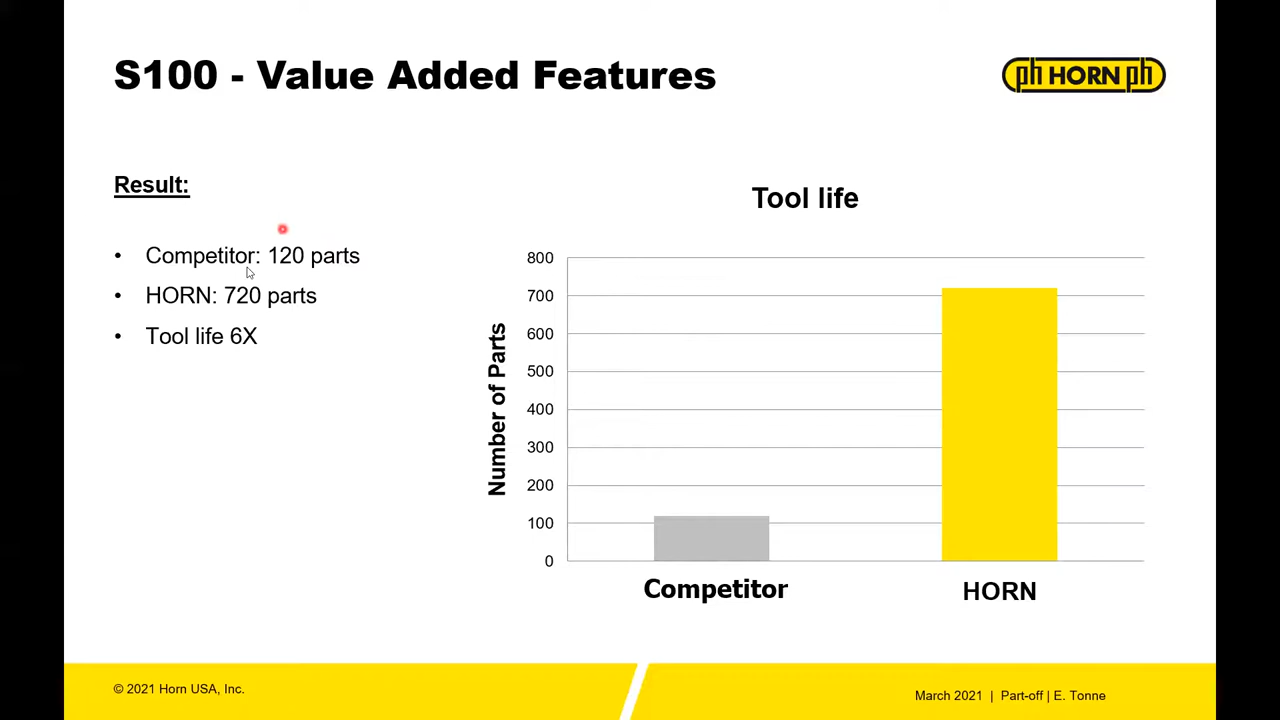 S100 - Value Added Features
ph HORN ph
Result:
• Competitor: 120 parts
• HORN: 720 parts
• Tool life 6X
Tool life
Number of Parts
800
700
600
500
400
300
200
100
0
Competitor
HORN
© 2021 Horn USA, Inc.
March 2021 | Part-off | E. Tonne